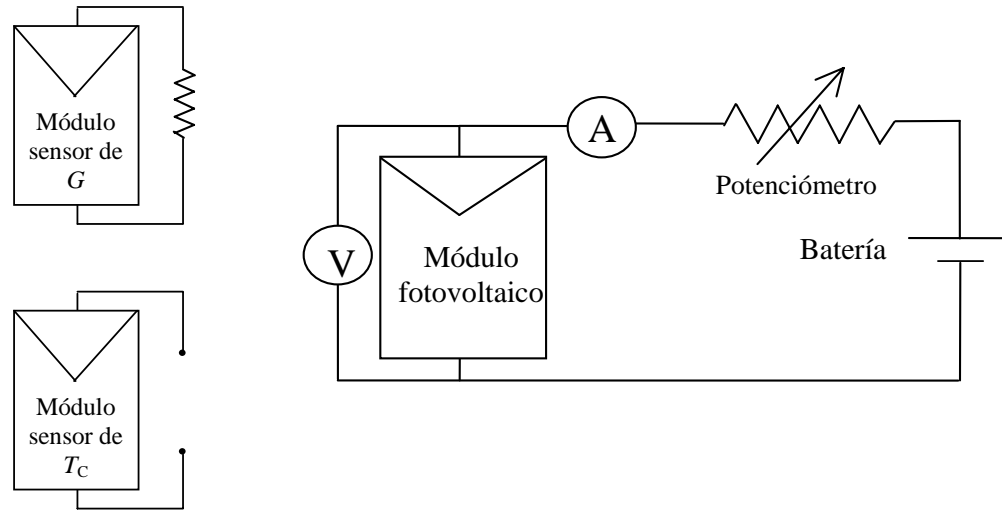 Módulo
sensor de
G
A
Potenciómetro
V
Módulo
fotovoltaico
Batería
Módulo
sensor de
TC